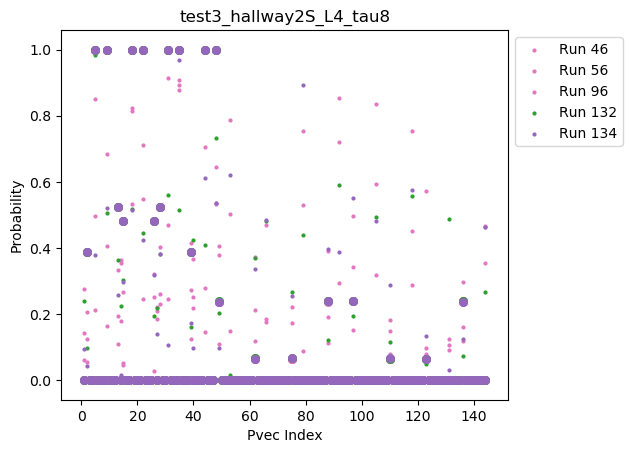 test3_hallway2S_L4_tau8
1.0
0.8
0.6
0.4
0.2
0.0
Probability
0 20 40 60 80 100 120 140
Pvec Index
Run 46
Run 56
Run 96
Run 132
Run 134